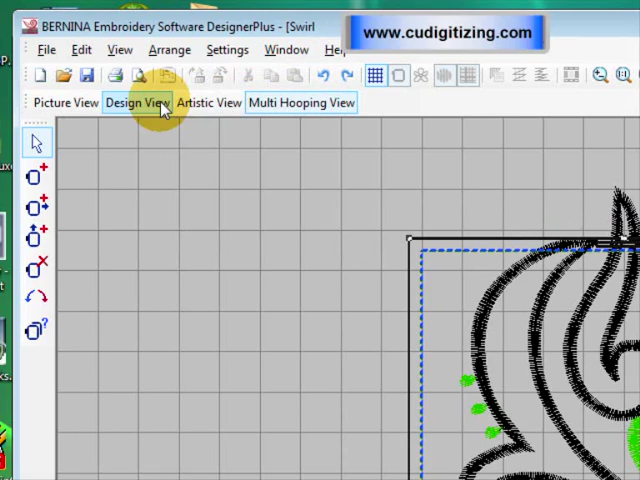 BERNINA Embroidery Software DesignerPlus - [Swirl
www.cudigitizing.com
File Edit View Arrange Settings Window
Picture View Design View Artistic View Multi Hooping View